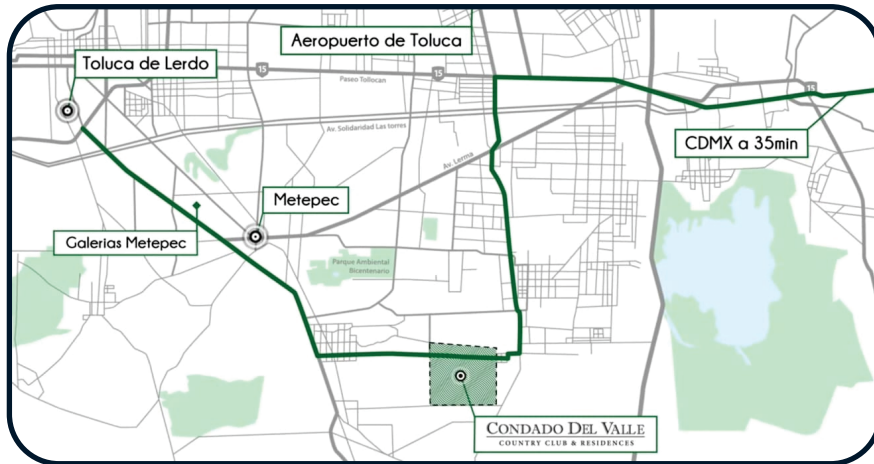 Aeropuerto de Toluca
Toluca de Lerdo
15
Paseo Tollocan
15
15
Av. Solidaridad Las torres
CDMX a 35min
Av. Lerma
Metepec
Galerias Metepec
Parque Ambiental
Bicentenario
CONDADO DEL VALLE
COUNTRY CLUB & RESIDENCES